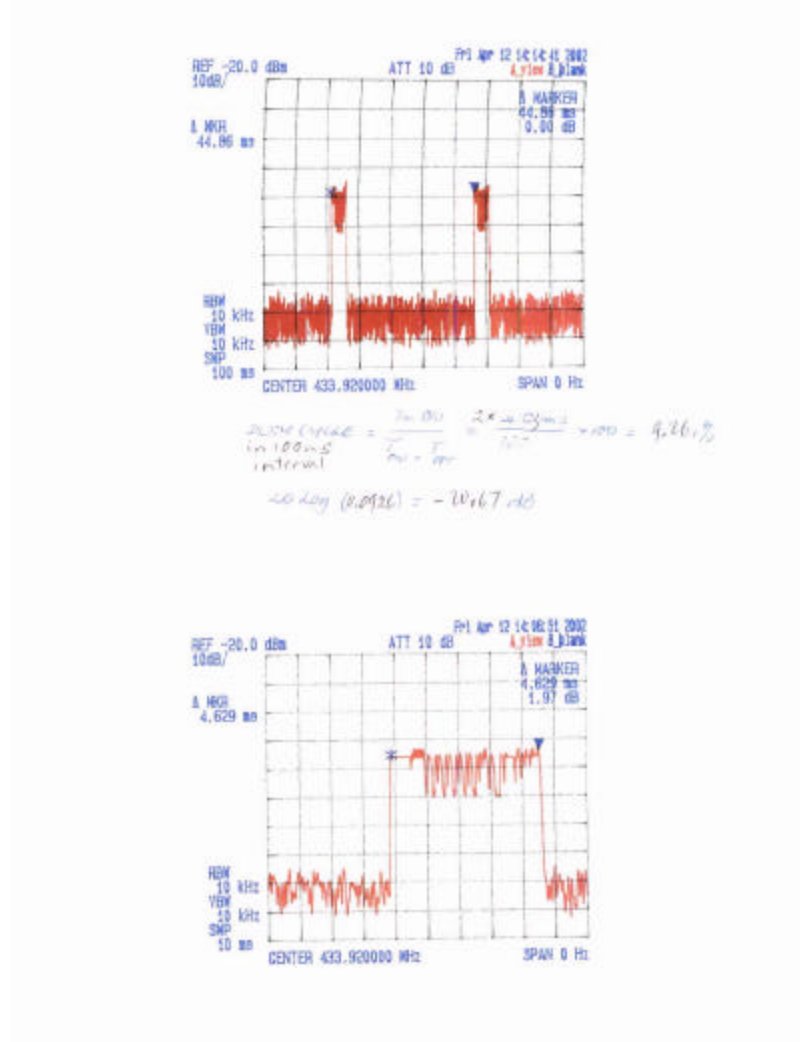 Fri Apr 12 14:14:41 2002
REF -20.0 dBm ATT 10 dB A_view B_blank
10dB/
Δ MARKER
44.86 ms
0.00 dB
Δ MKR
44.86 ms
RBW
10 kHz
VBW
10 kHz
SWP
100 ms
CENTER 433.920000 MHz SPAN 0 Hz
DUTY CYCLE = = 2× = 9.26 %
in 100ms
interval
20 Log (0.0926) = -20.67 dB
Fri Apr 12 14:06:51 2002
REF -20.0 dBm ATT 10 dB A_view B_blank
10dB/
Δ MARKER
4.629 ms
1.97 dB
Δ MKR
4.629 ms
RBW
10 kHz
VBW
10 kHz
SWP
10 ms
CENTER 433.920000 MHz SPAN 0 Hz